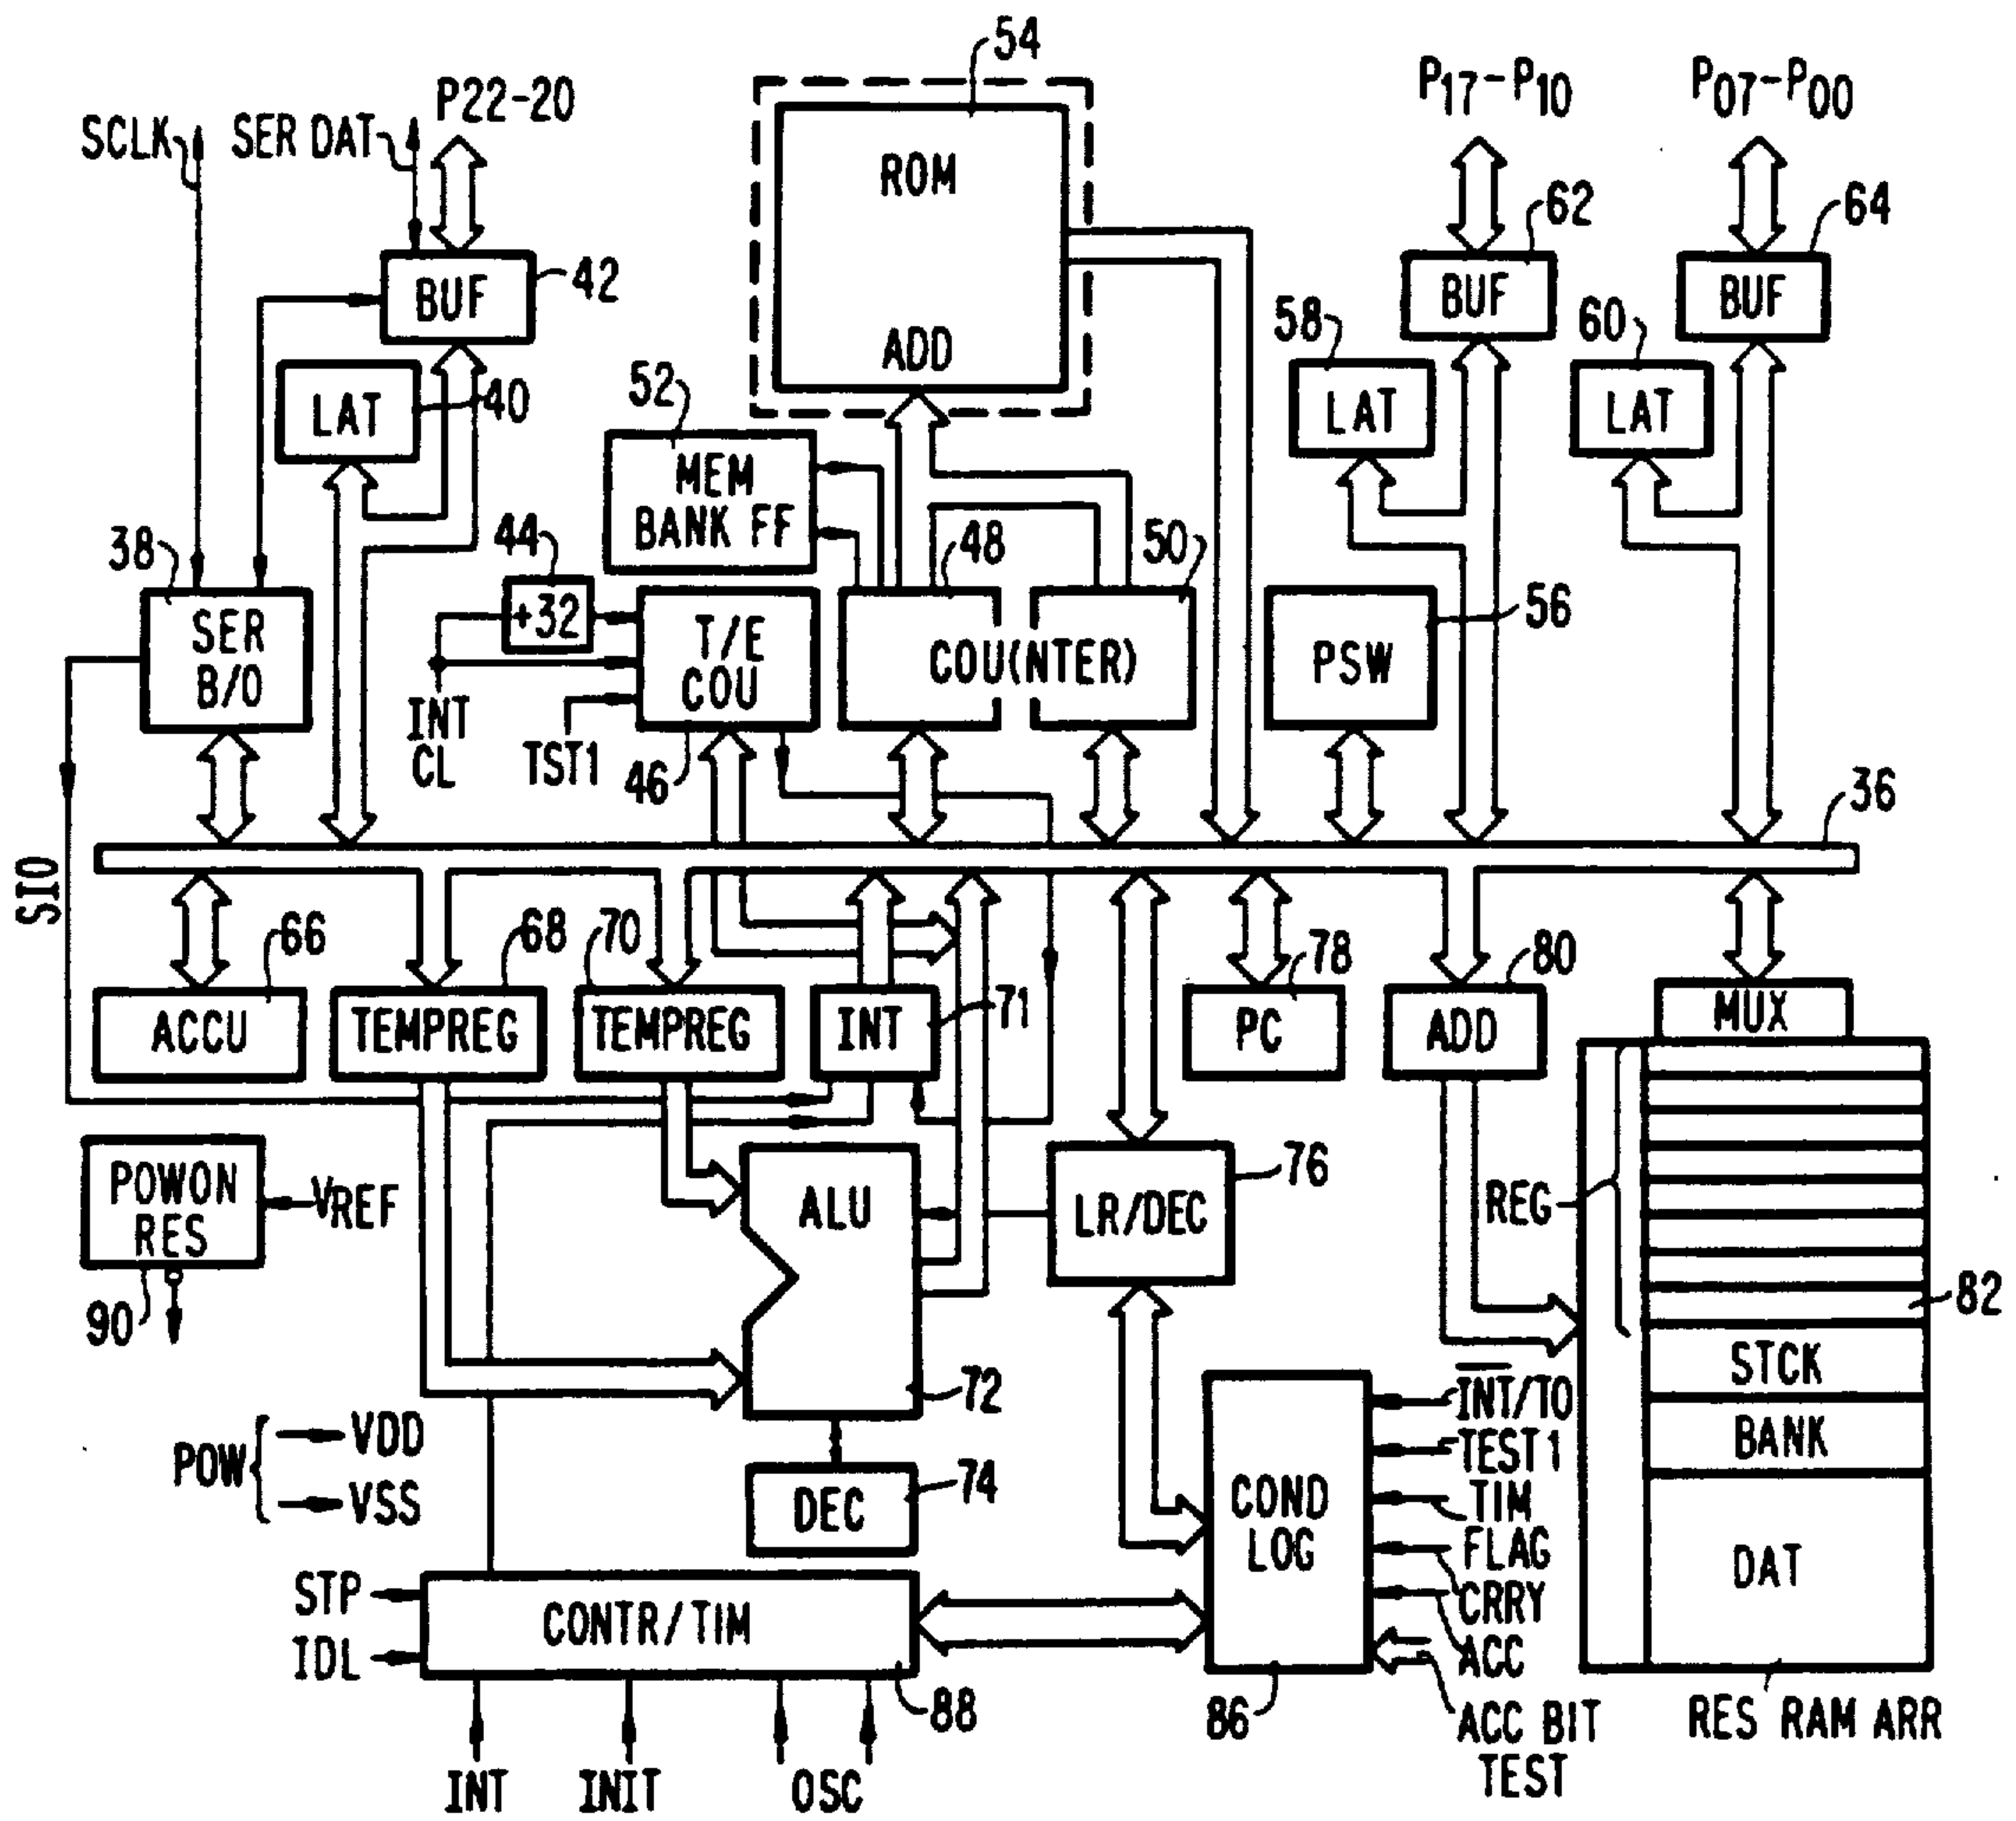 54
P22-20
P17-P10
P07-P00
SCLK
SER DAT
ROM
62
64
BUF
42
BUF
BUF
58
60
ADD
52
LAT
40
LAT
LAT
MEM
BANK FF
44
48
50
38
+32
SER
B/O
T/E
COU
COU(NTER)
PSW
56
INT
CL
TST1
46
36
SIO
66
68
70
78
80
ACCU
TEMPREG
TEMPREG
INT
71
PC
ADD
MUX
POWON
RES
VREF
ALU
LR/DEC
76
REG
90
82
72
STCK
INT/T0
POW
VDD
TEST1
BANK
VSS
DEC
74
COND
LOG
TIM
FLAG
DAT
STP
CRRY
CONTR/TIM
IDL
ACC
88
86
ACC BIT
TEST
RES RAM ARR
INT
INIT
OSC